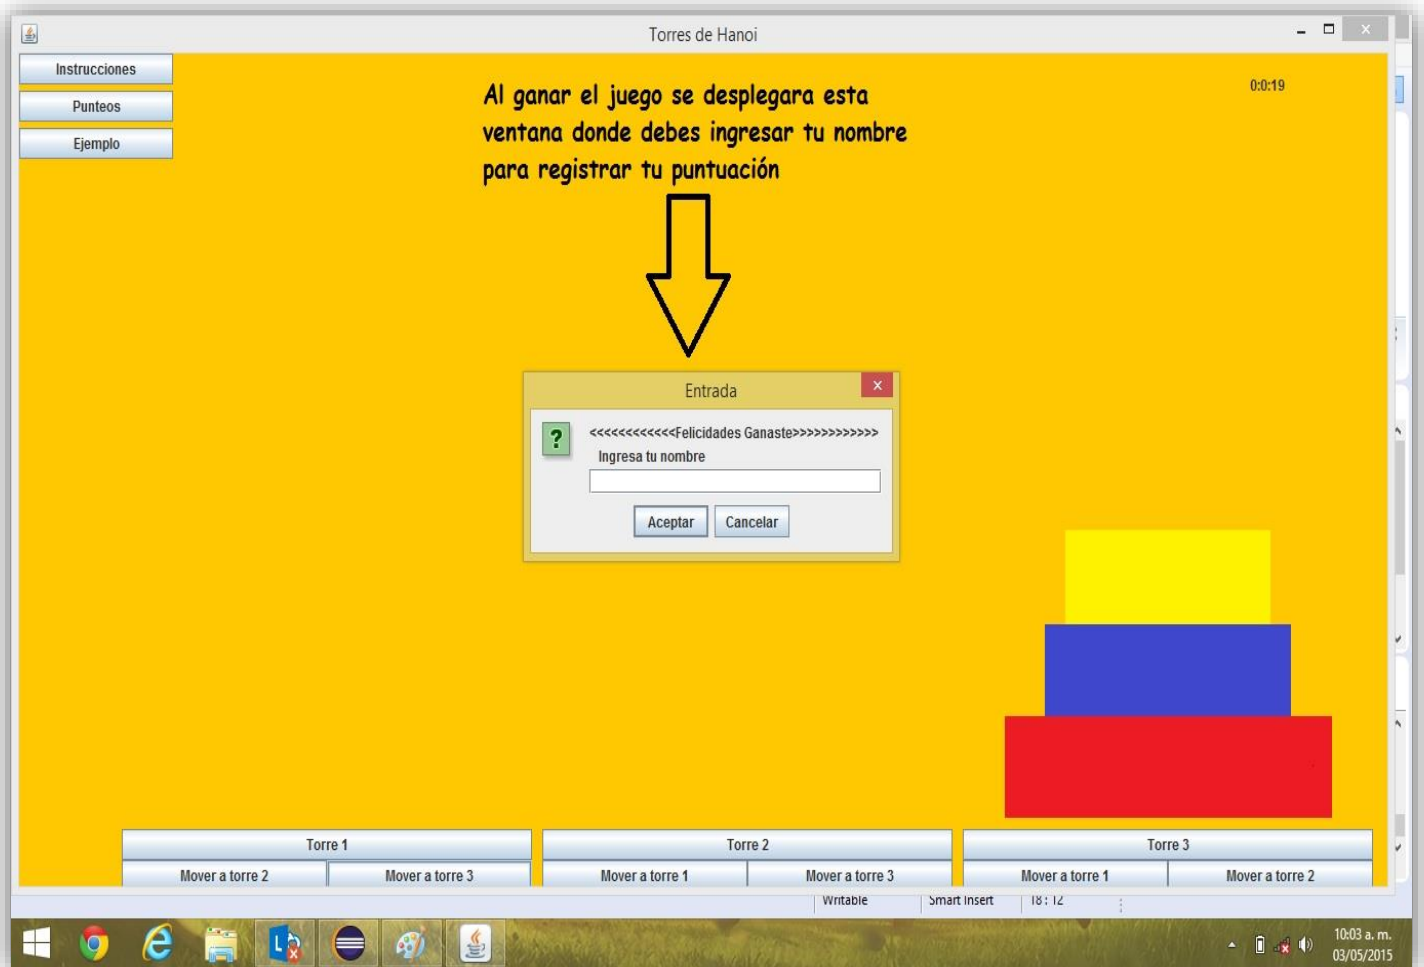 Torres de Hanoi
Instrucciones
Punteos
Ejemplo
0:0:19
Al ganar el juego se desplegara esta
ventana donde debes ingresar tu nombre
para registrar tu puntuación
Entrada
<<<<<<<<<<<<Felicidades Ganaste>>>>>>>>>>>>
Ingresa tu nombre
Aceptar Cancelar
Torre 1 Torre 2 Torre 3
Mover a torre 2 Mover a torre 3 Mover a torre 1 Mover a torre 3 Mover a torre 1 Mover a torre 2
Writable Smart Insert 18 : 12
10:03 a. m.
03/05/2015